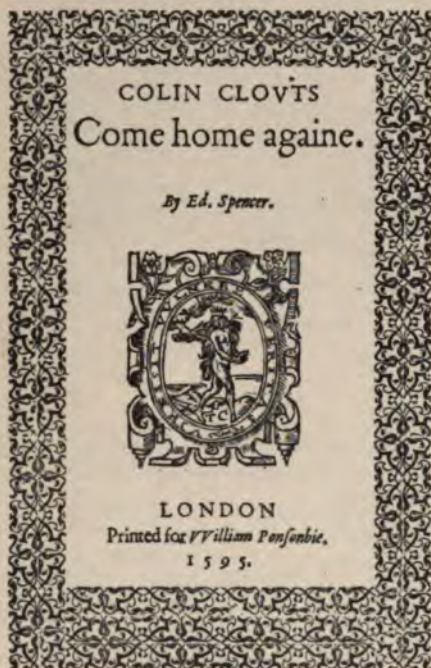 COLIN CLOVTS
Come home againe.
By Ed. Spencer.
T C
LONDON
Printed for VVilliam Ponſonbie.
1595.